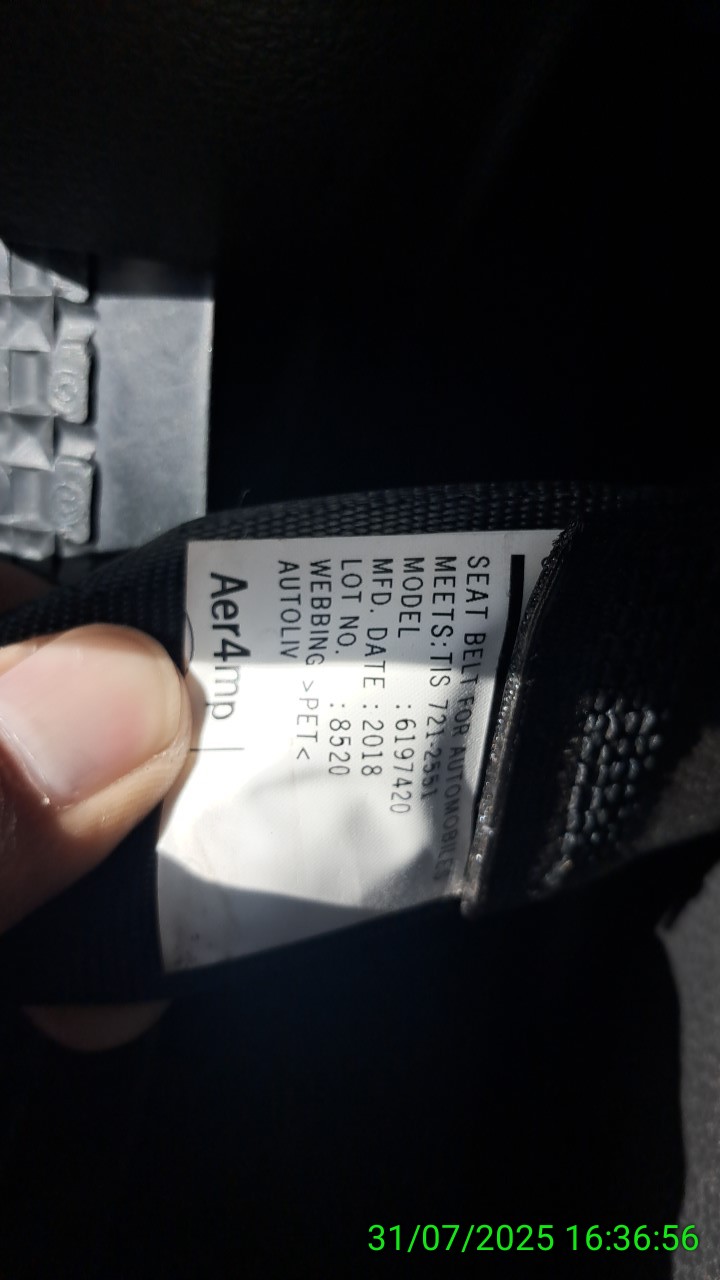 SEAT BELT FOR AUTOMOBILES
MEETS:TIS 721-2551
MODEL :6197420
MFD. DATE :2018
LOT NO. :8520
WEBBING >PET<
AUTOLIV
Aer4mp
31/07/2025 16:36:56